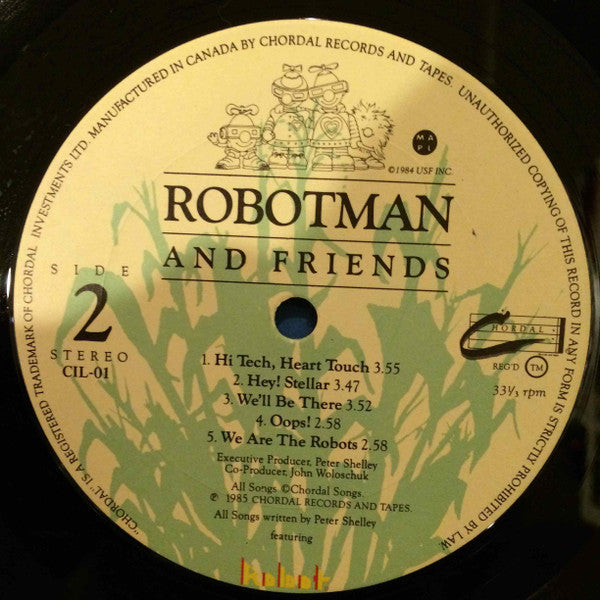 "CHORDAL" IS A REGISTERED TRADEMARK OF CHORDAL INVESTMENTS LTD. MANUFACTURED IN CANADA BY CHORDAL RECORDS AND TAPES. UNAUTHORIZED COPYING OF THIS RECORD IN ANY FORM IS STRICTLY PROHIBITED BY LAW.
M A
P L
©1984 USF INC.
ROBOTMAN
AND FRIENDS
SIDE
2
STEREO
CIL-01
CHORDAL
REG'D TM
33⅓ rpm
1. Hi Tech, Heart Touch 3.55
2. Hey! Stellar 3.47
3. We'll Be There 3.52
4. Oops! 2.58
5. We Are The Robots 2.58
Executive Producer, Peter Shelley
Co-Producer, John Woloschuk
All Songs ©Chordal Songs.
℗ 1985 CHORDAL RECORDS AND TAPES.
All Songs written by Peter Shelley
featuring